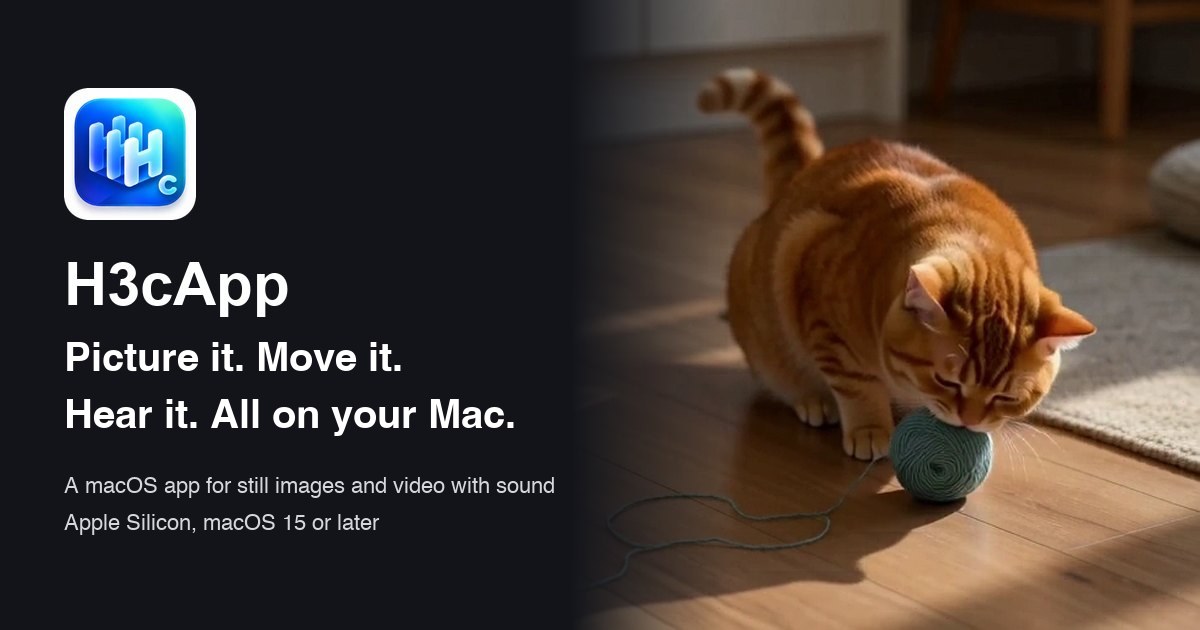 HHH c
H3cApp
Picture it. Move it.
Hear it. All on your Mac.
A macOS app for still images and video with sound
Apple Silicon, macOS 15 or later